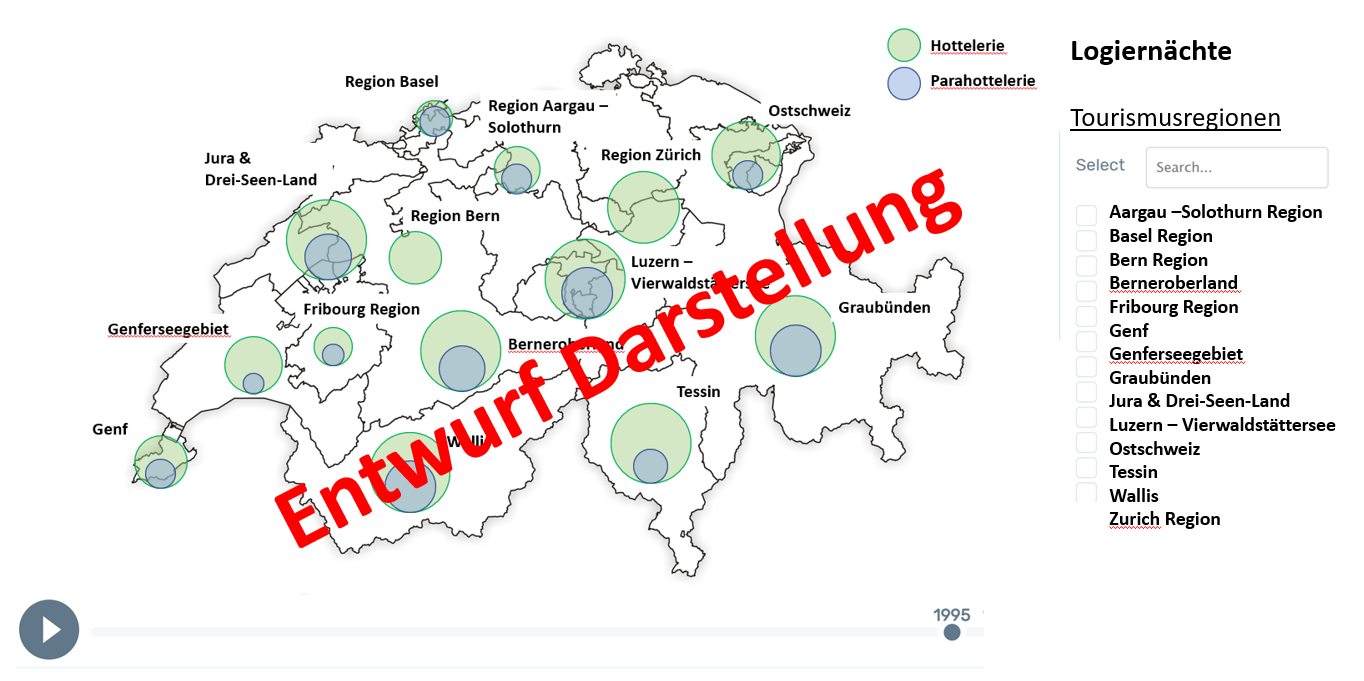 Hottelerie
Parahottelerie
Logiernächte
Region Basel
Region Aargau –
Solothurn
Ostschweiz
Tourismusregionen
Jura &
Drei-Seen-Land
Region Zürich
Select
Search...
Region Bern
Luzern –
Vierwaldstättersee
Fribourg Region
Graubünden
Genferseegebiet
Berneroberland
Tessin
Genf
Wallis
Entwurf Darstellung
Aargau –Solothurn Region
Basel Region
Bern Region
Berneroberland
Fribourg Region
Genf
Genferseegebiet
Graubünden
Jura & Drei-Seen-Land
Luzern – Vierwaldstättersee
Ostschweiz
Tessin
Wallis
Zurich Region
1995